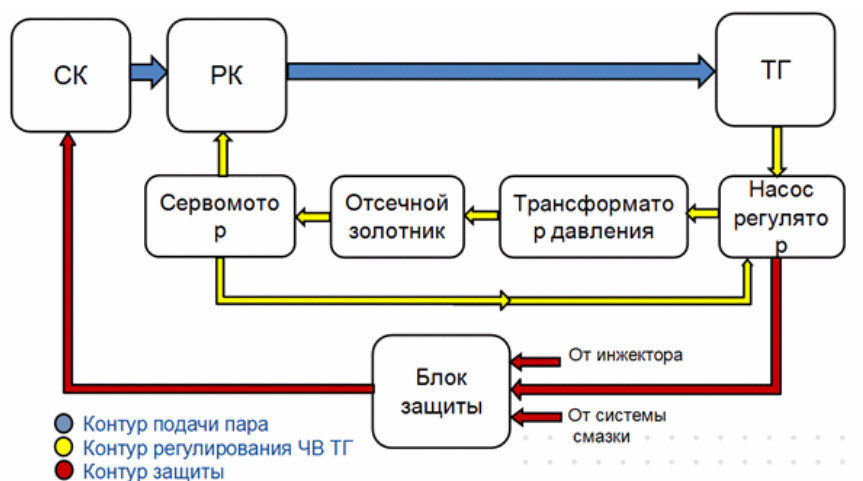 СК
РК
ТГ
Сервомото
р
Отсечной
золотник
Трансформато
р давления
Насос
регулято
р
Блок
защиты
От инжектора
От системы
смазки
Контур подачи пара
Контур регулирования ЧВ ТГ
Контур защиты